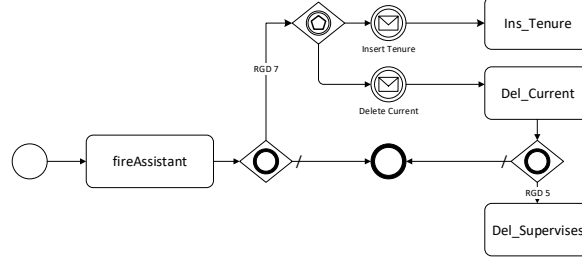 Ins_Tenure
Insert Tenure
RGD 7
Del_Current
Delete Current
fireAssistant
RGD 5
Del_Supervises